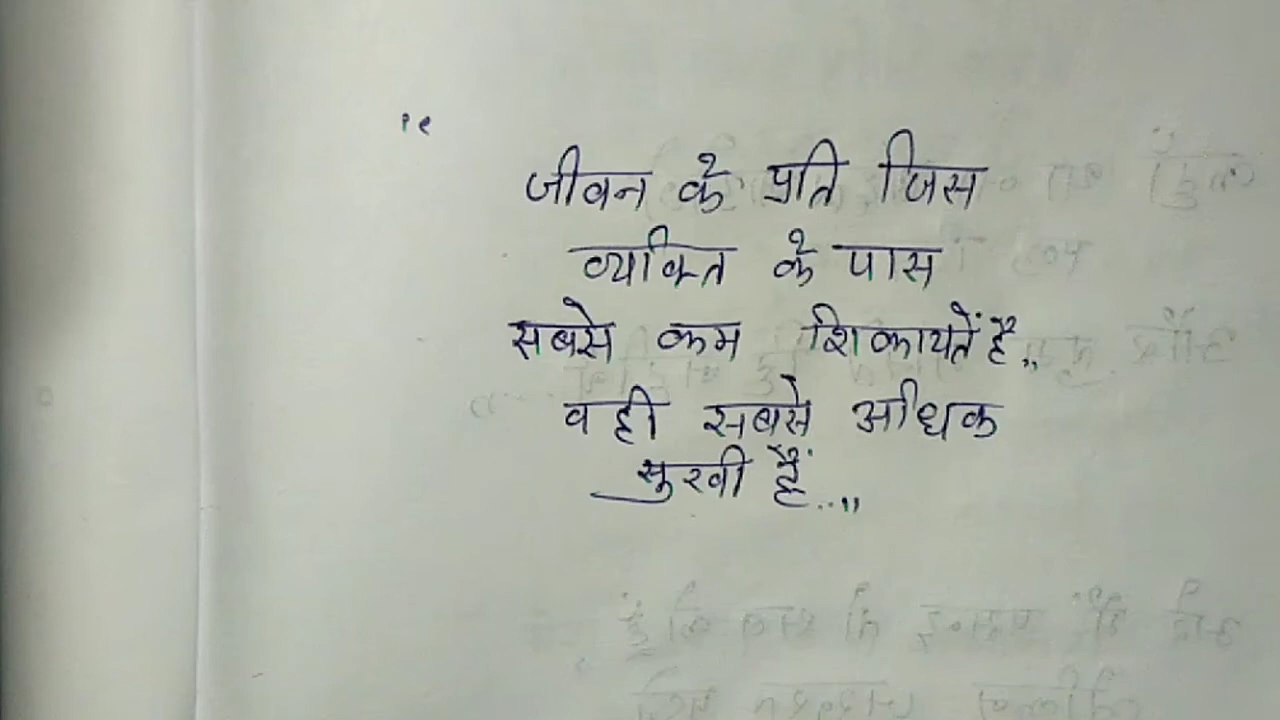 जीवन के प्रति जिस
व्यक्ति के पास
सबसे कम शिकायतें है..
वही सबसे अधिक
सुखी हैं...,,